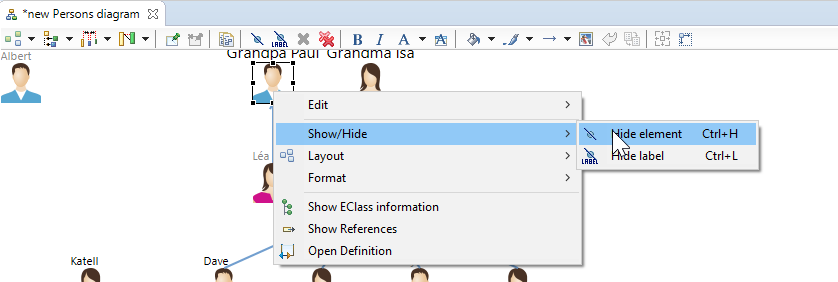 *new Persons diagram
LABEL B I A
Albert
Grandpa Paul Grandma Isa
Edit
Show/Hide
Hide element Ctrl+H
Léa
Layout
LABEL Hide label Ctrl+L
Format
Show EClass information
Show References
Open Definition
Katell
Dave